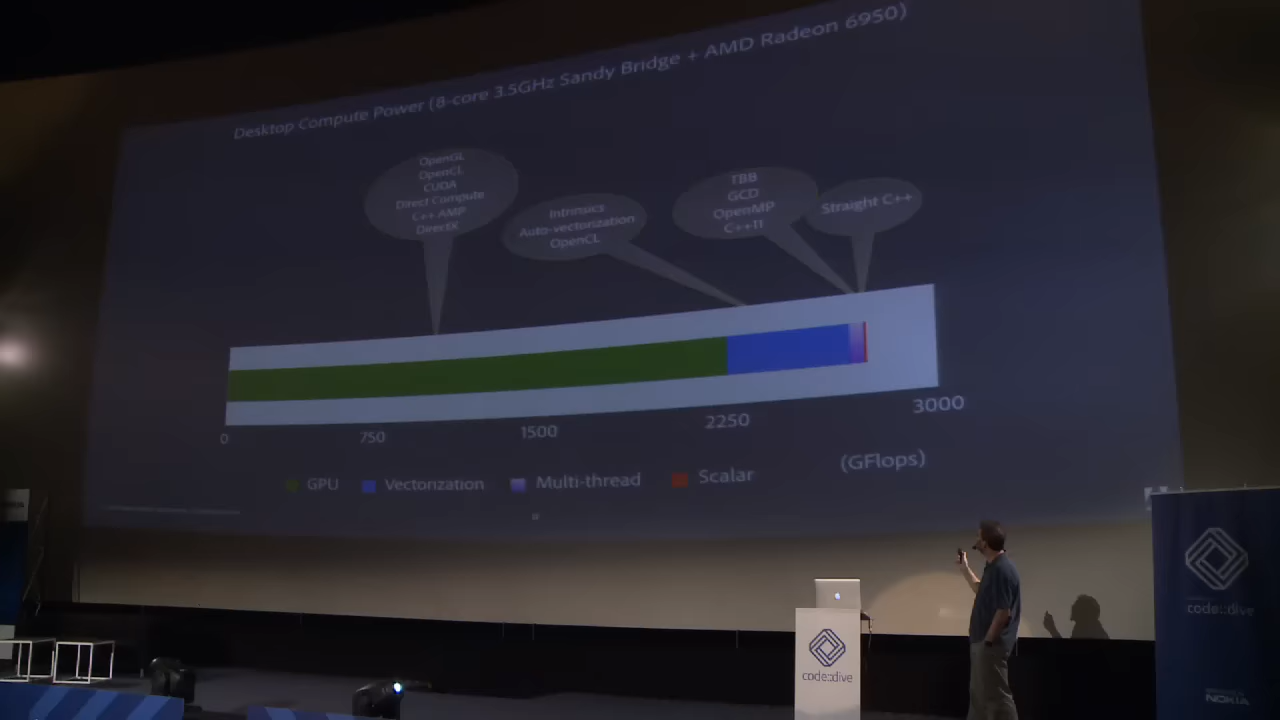 Desktop Compute Power (8-core 3.5GHz Sandy Bridge + AMD Radeon 6950)
OpenGL
OpenCL
CUDA
Direct Compute
C++ AMP
DirectX
Intrinsics
Auto-vectorization
OpenCL
TBB
GCD
OpenMP
C++11
Straight C++
0
750
1500
2250
3000
(GFlops)
GPU
Vectorization
Multi-thread
Scalar
code::dive
code::dive
NOKIA